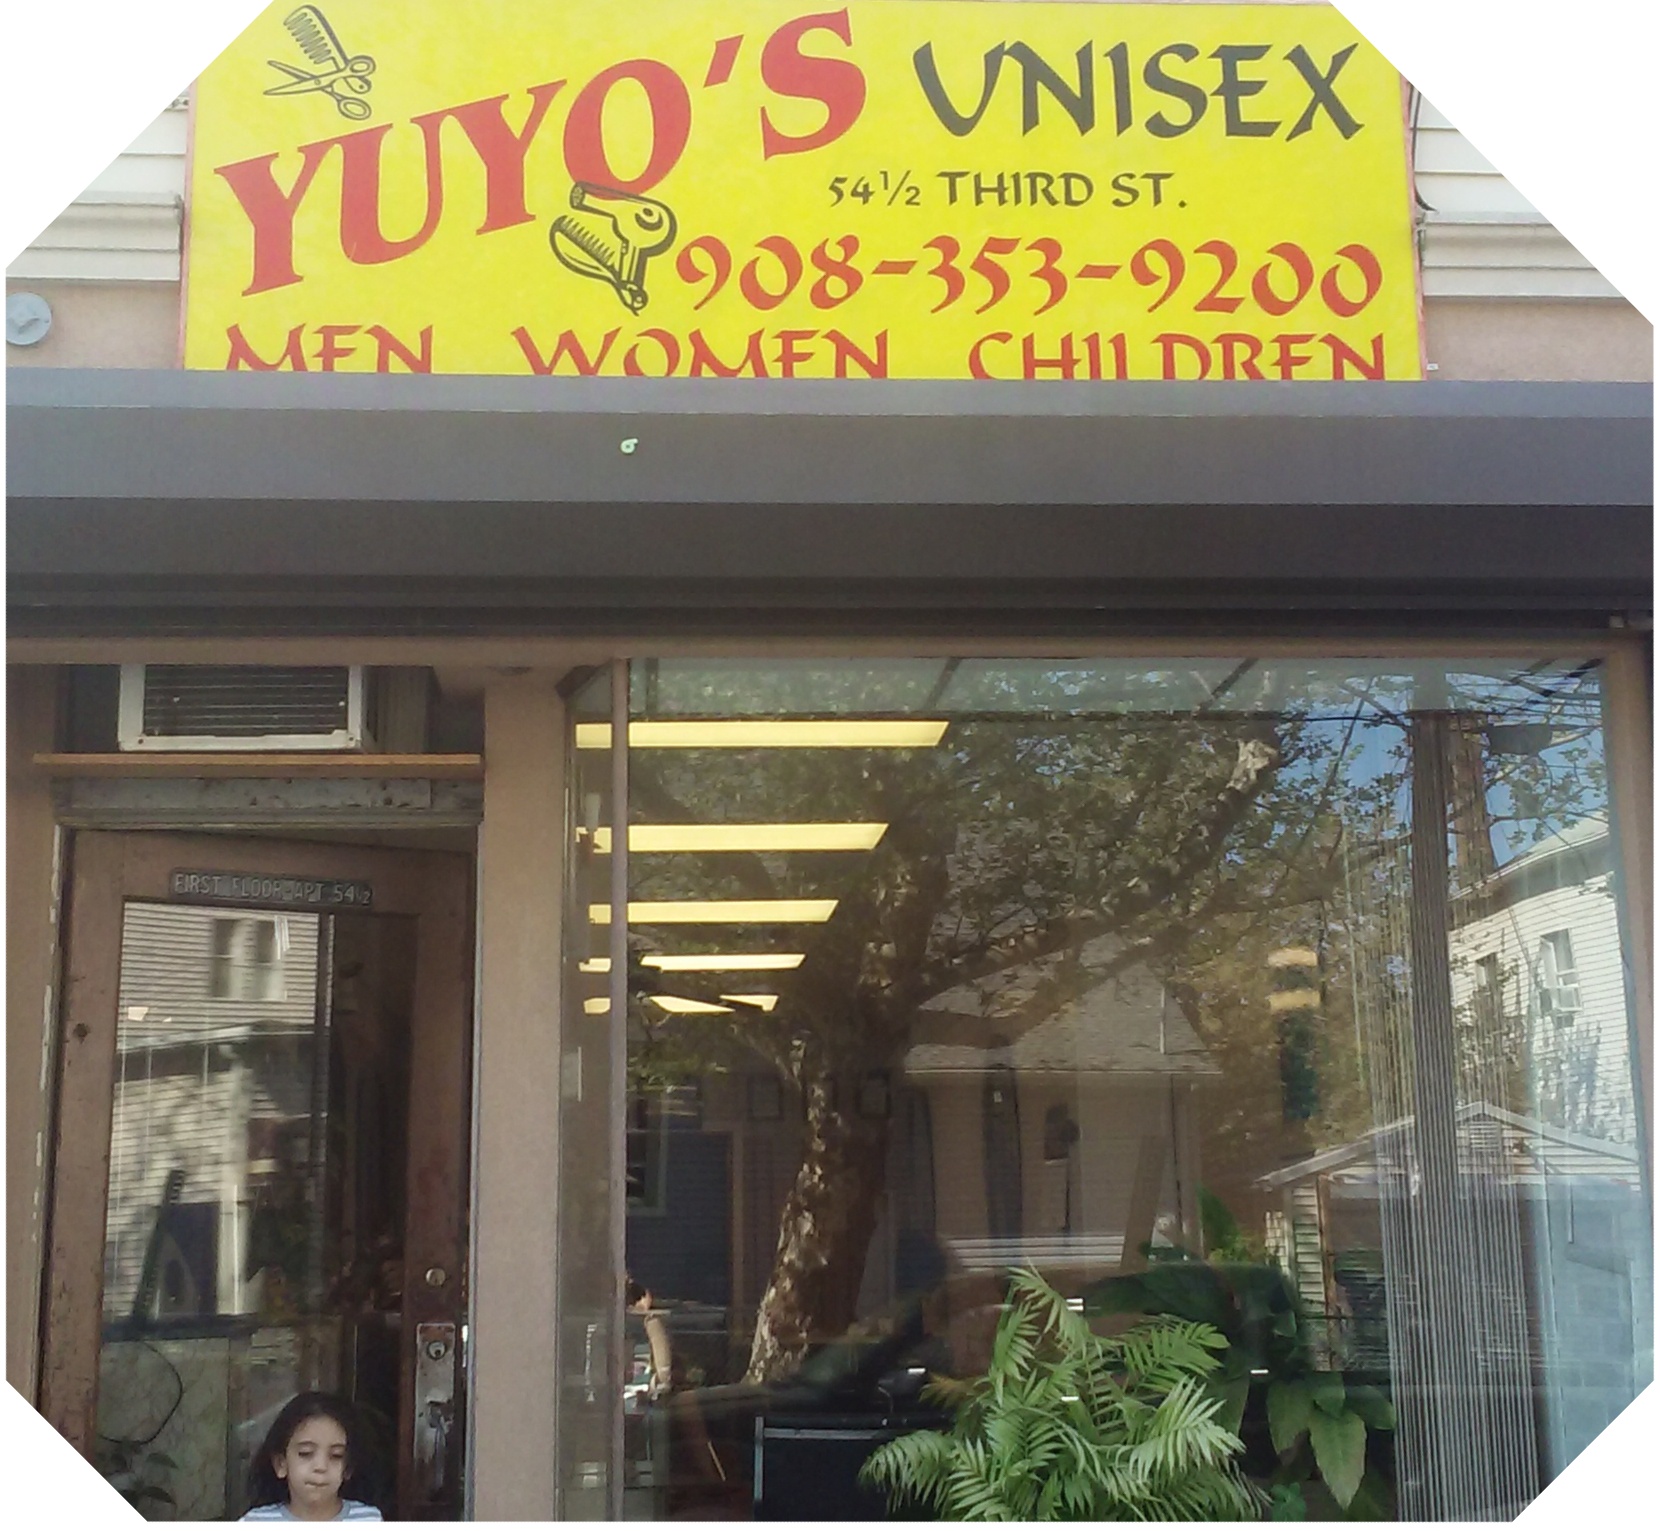 YUYO'S UNISEX
54½ THIRD ST.
908-353-9200
MEN WOMEN CHILDREN
FIRST FLOOR APT 54½